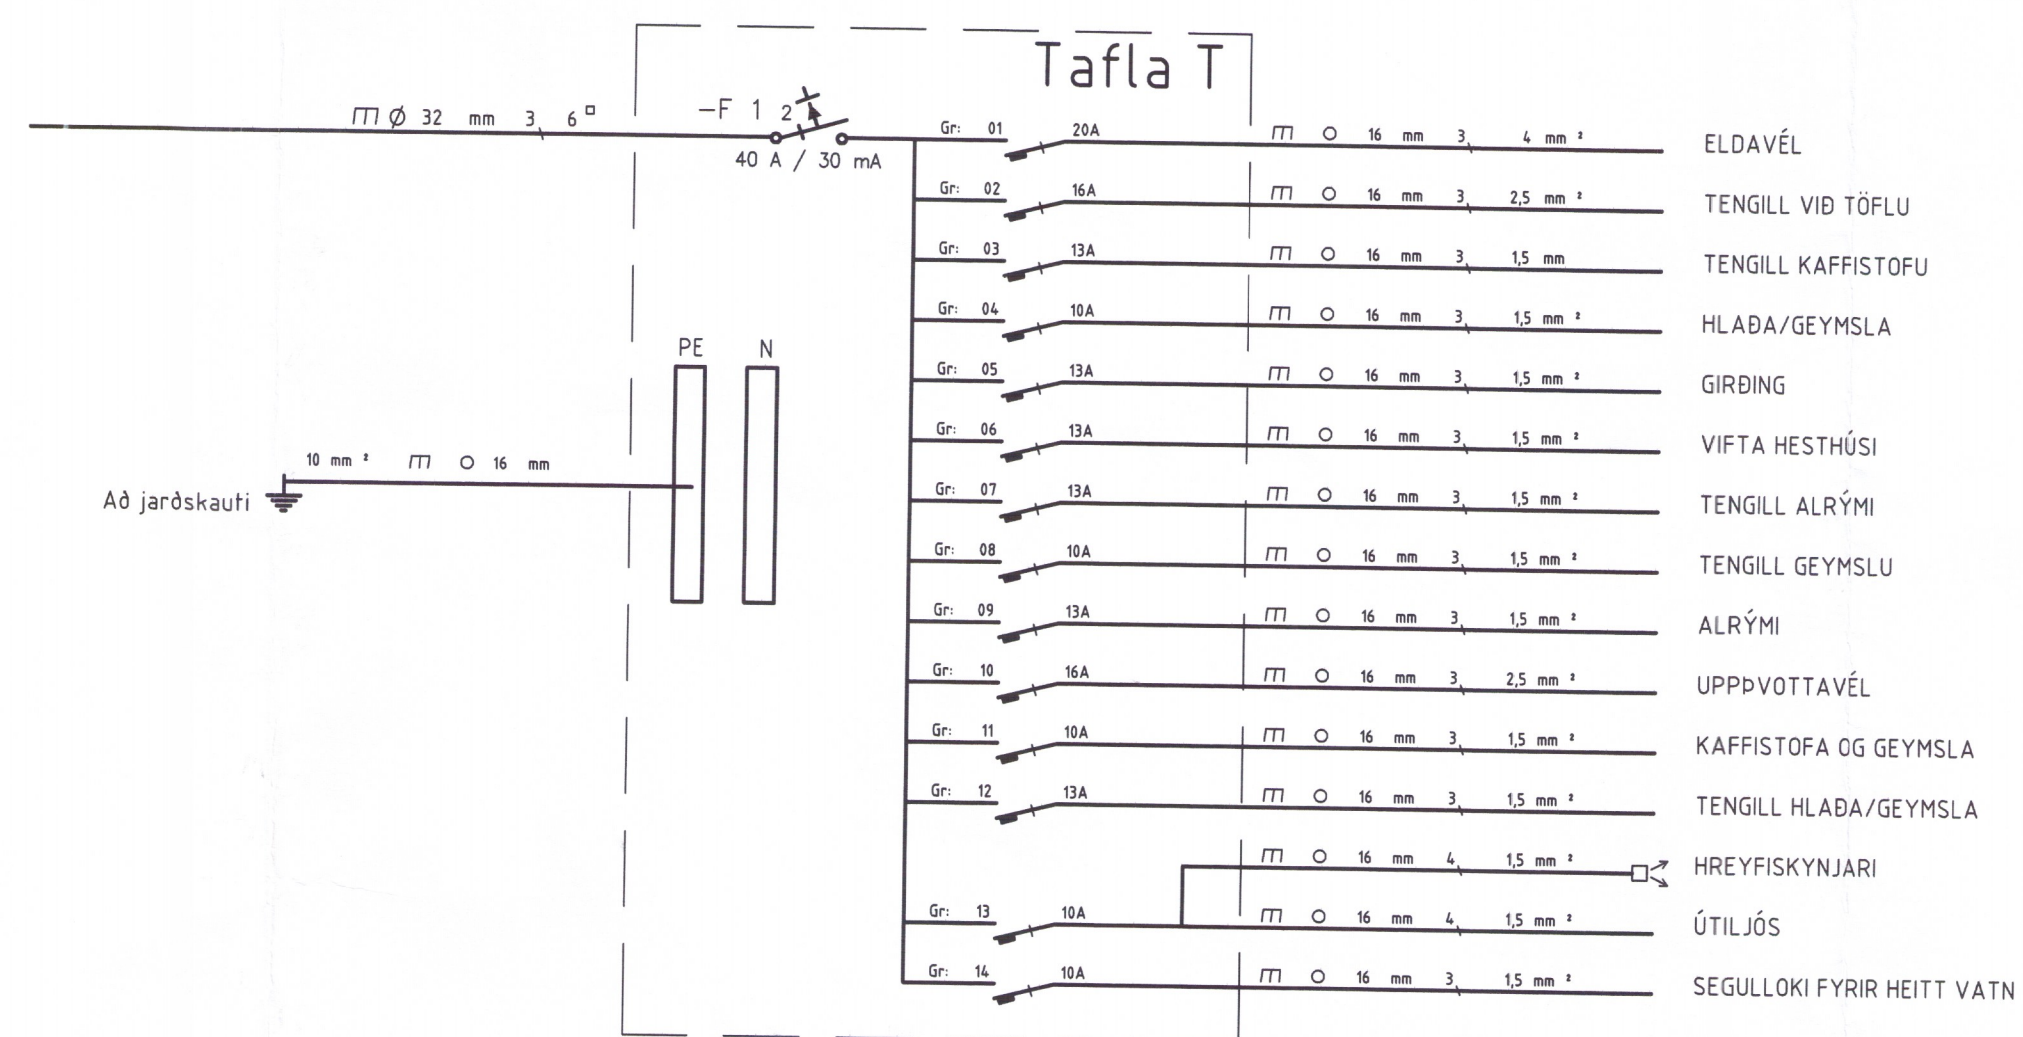 Tafla T
Ø 32 mm 3 6▫
-F 1 2
40 A / 30 mA
Gr: 01 20A 16 mm 3 4 mm ² ELDAVÉL
Gr: 02 16A 16 mm 3 2,5 mm ² TENGILL VIÐ TÖFLU
Gr: 03 13A 16 mm 3 1,5 mm TENGILL KAFFISTOFU
Gr: 04 10A 16 mm 3 1,5 mm ² HLAÐA/GEYMSLA
PE N
Gr: 05 13A 16 mm 3 1,5 mm ² GIRÐING
Gr: 06 13A 16 mm 3 1,5 mm ² VIFTA HESTHÚSI
10 mm ² 16 mm
Að jarðskauti
Gr: 07 13A 16 mm 3 1,5 mm ² TENGILL ALRÝMI
Gr: 08 10A 16 mm 3 1,5 mm ² TENGILL GEYMSLU
Gr: 09 13A 16 mm 3 1,5 mm ² ALRÝMI
Gr: 10 16A 16 mm 3 2,5 mm ² UPPÞVOTTAVÉL
Gr: 11 10A 16 mm 3 1,5 mm ² KAFFISTOFA OG GEYMSLA
Gr: 12 13A 16 mm 3 1,5 mm ² TENGILL HLAÐA/GEYMSLA
16 mm 4 1,5 mm ² HREYFISKYNJARI
Gr: 13 10A 16 mm 4 1,5 mm ² ÚTILJÓS
Gr: 14 10A 16 mm 3 1,5 mm ² SEGULLOKI FYRIR HEITT VATN